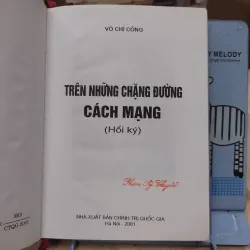 VÕ CHÍ CÔNG
TRÊN NHỮNG CHẶNG ĐƯỜNG
CÁCH MẠNG
(Hồi ký)
NHÀ XUẤT BẢN CHÍNH TRỊ QUỐC GIA
Hà Nội - 2001
MELODY